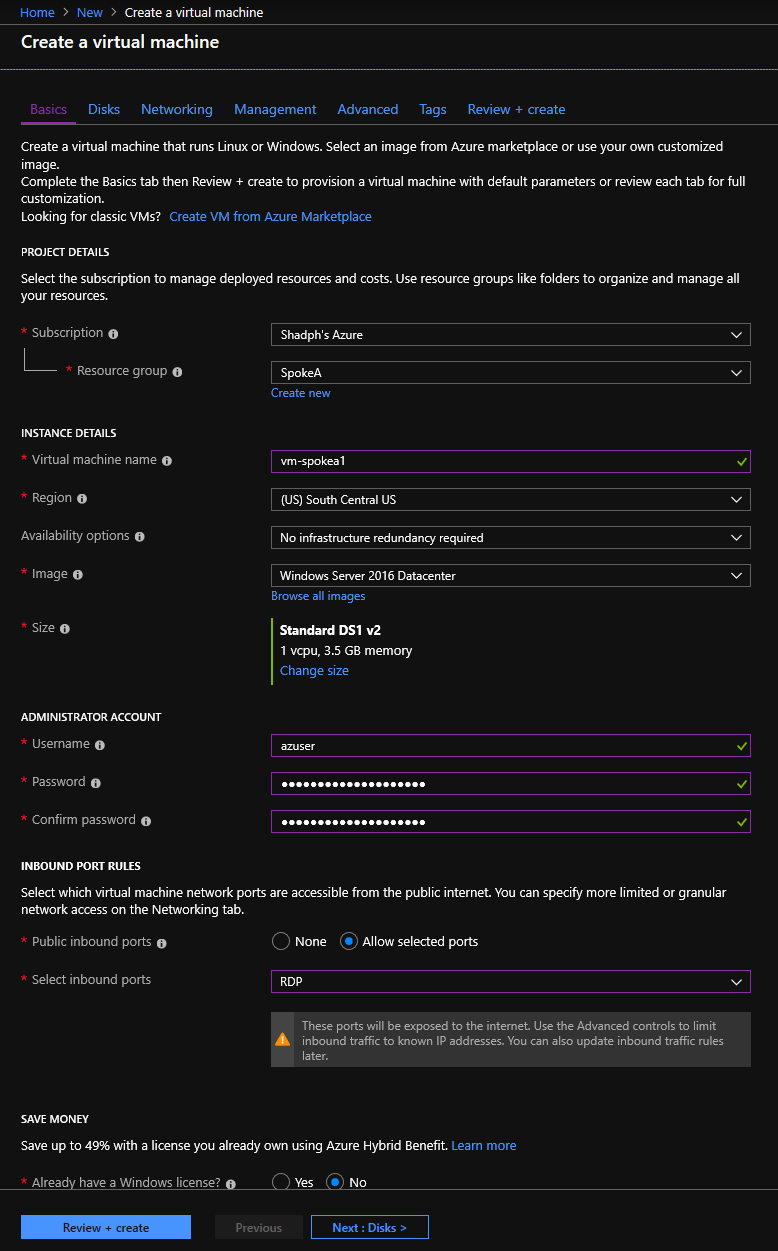 Home > New > Create a virtual machine
Create a virtual machine
Basics Disks Networking Management Advanced Tags Review + create
Create a virtual machine that runs Linux or Windows. Select an image from Azure marketplace or use your own customized
image.
Complete the Basics tab then Review + create to provision a virtual machine with default parameters or review each tab for full
customization.
Looking for classic VMs? Create VM from Azure Marketplace
PROJECT DETAILS
Select the subscription to manage deployed resources and costs. Use resource groups like folders to organize and manage all
your resources.
* Subscription Shadph's Azure
* Resource group SpokeA
Create new
INSTANCE DETAILS
* Virtual machine name vm-spokea1
* Region (US) South Central US
Availability options No infrastructure redundancy required
* Image Windows Server 2016 Datacenter
Browse all images
* Size Standard DS1 v2
1 vcpu, 3.5 GB memory
Change size
ADMINISTRATOR ACCOUNT
* Username azuser
* Password ••••••••••••••••••••
* Confirm password ••••••••••••••••••••
INBOUND PORT RULES
Select which virtual machine network ports are accessible from the public internet. You can specify more limited or granular
network access on the Networking tab.
* Public inbound ports None Allow selected ports
* Select inbound ports RDP
These ports will be exposed to the internet. Use the Advanced controls to limit
inbound traffic to known IP addresses. You can also update inbound traffic rules
later.
SAVE MONEY
Save up to 49% with a license you already own using Azure Hybrid Benefit. Learn more
* Already have a Windows license? Yes No
Review + create Previous Next : Disks >